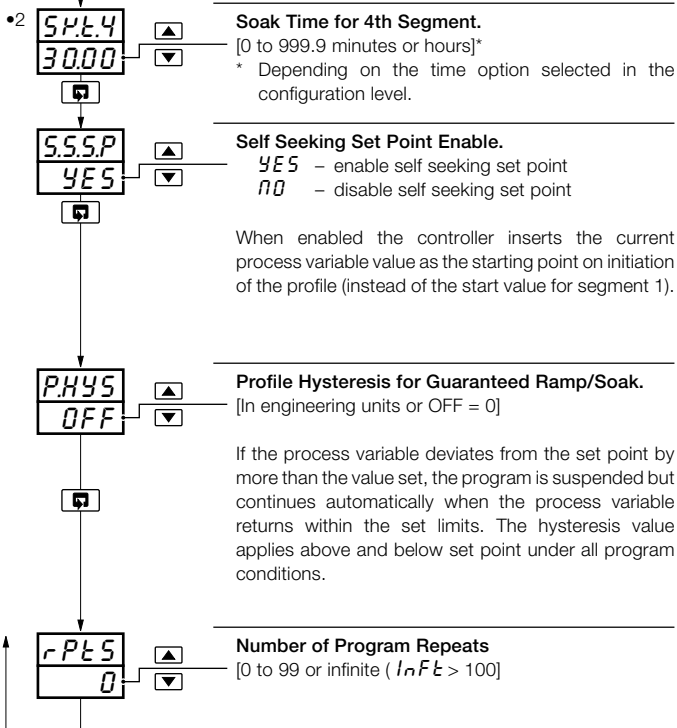 •2
SK.t.4
30.00
Soak Time for 4th Segment.
[0 to 999.9 minutes or hours]*
* Depending on the time option selected in the
configuration level.
S.S.S.P
YES
Self Seeking Set Point Enable.
YES – enable self seeking set point
NO – disable self seeking set point
When enabled the controller inserts the current
process variable value as the starting point on initiation
of the profile (instead of the start value for segment 1).
P.HYS
OFF
Profile Hysteresis for Guaranteed Ramp/Soak.
[In engineering units or OFF = 0]
If the process variable deviates from the set point by
more than the value set, the program is suspended but
continues automatically when the process variable
returns within the set limits. The hysteresis value
applies above and below set point under all program
conditions.
rPtS
0
Number of Program Repeats
[0 to 99 or infinite ( InFt > 100]